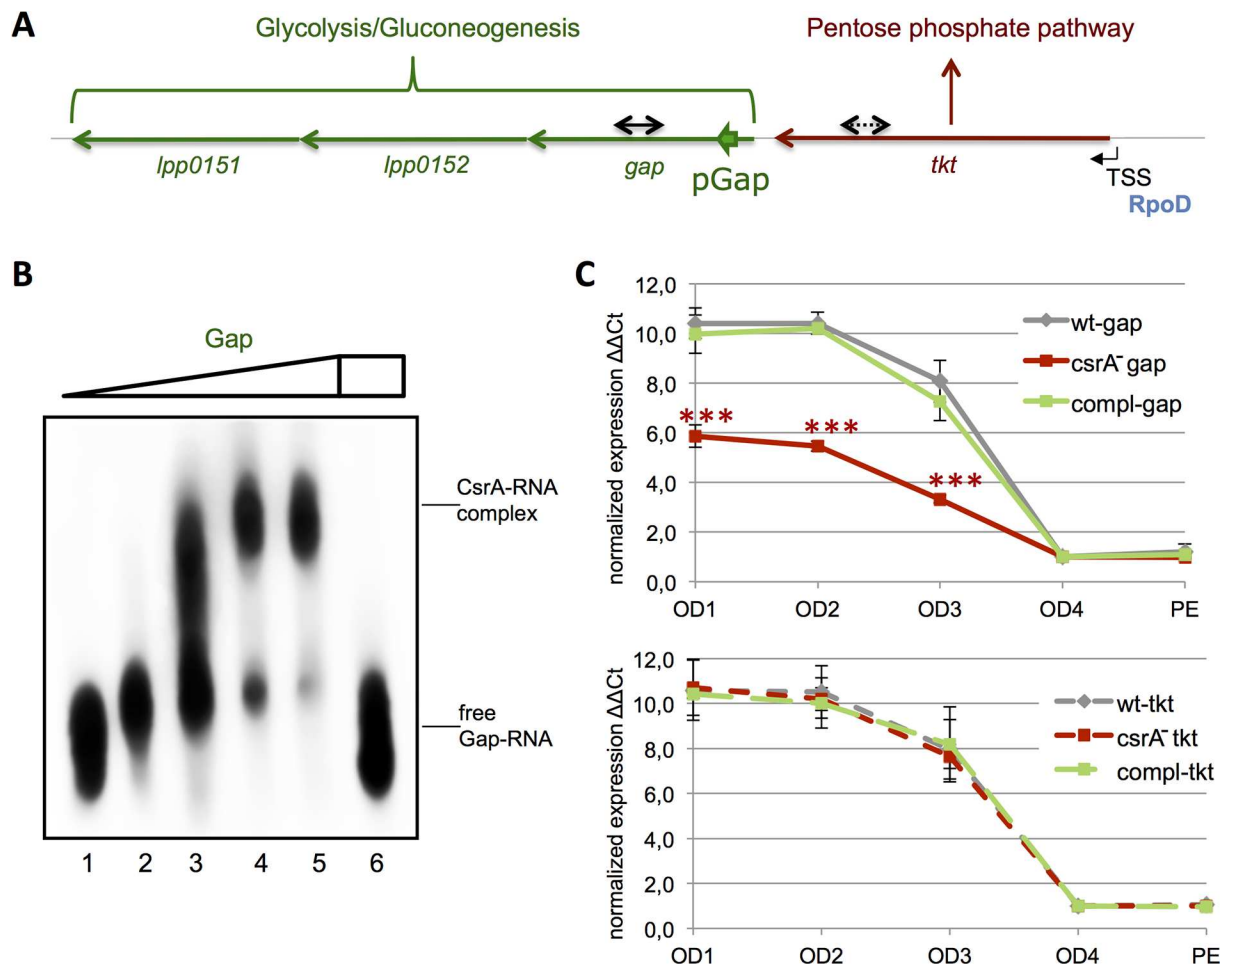 A
Glycolysis/Gluconeogenesis
Pentose phosphate pathway
lpp0151
lpp0152
gap
pGap
tkt
TSS
RpoD
B
Gap
CsrA-RNA
complex
free
Gap-RNA
1 2 3 4 5 6
C
normalized expression ΔΔCt
12,0
10,0
8,0
6,0
4,0
2,0
0,0
OD1 OD2 OD3 OD4 PE
***
***
***
wt-gap
csrA⁻ gap
compl-gap
normalized expression ΔΔCt
12,0
10,0
8,0
6,0
4,0
2,0
0,0
OD1 OD2 OD3 OD4 PE
wt-tkt
csrA⁻ tkt
compl-tkt